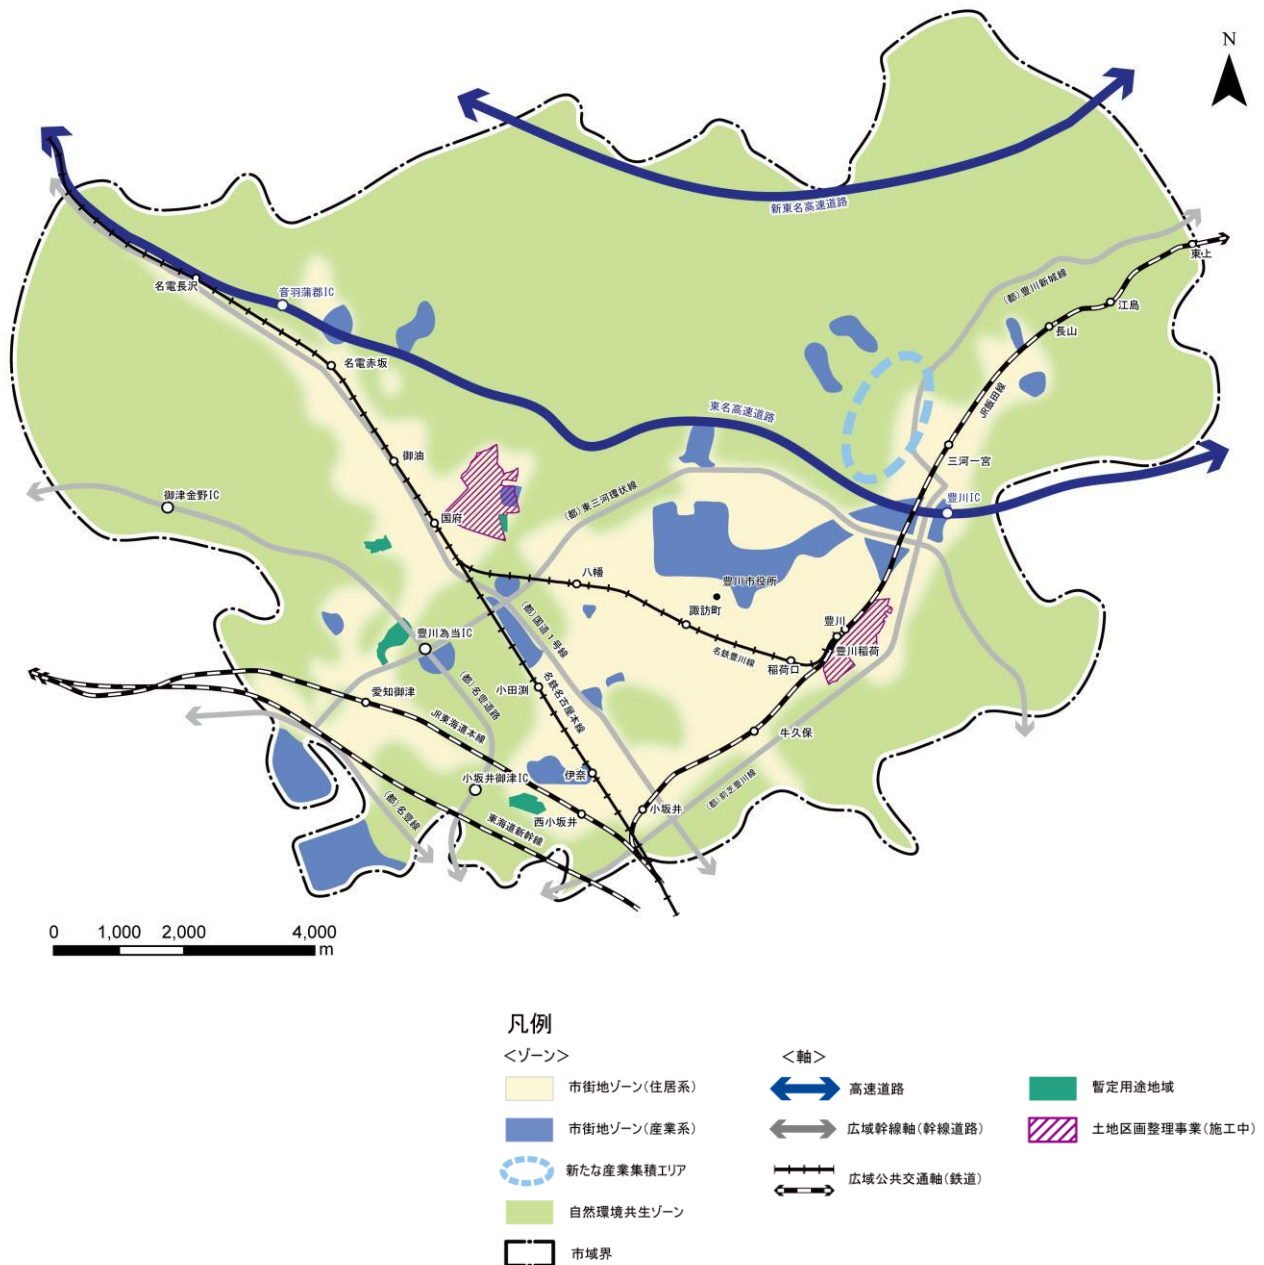 N
新東名高速道路
東上
(都)豊川新城線
江島
名電長沢
音羽蒲郡IC
長山
名電赤坂
JR飯田線
東名高速道路
御油
三河一宮
御津金野IC
(都)東三河環状線
豊川IC
国府
八幡
豊川市役所
諏訪町
(都)国道1号線
豊川
豊川為当IC
名鉄豊川線
豊川稲荷
稲荷口
(都)名豊道路
小田渕
名鉄名古屋本線
愛知御津
JR東海道本線
牛久保
小坂井御津IC
伊奈
(都)前芝豊川線
(都)名豊線
小坂井
西小坂井
東海道新幹線
0 1,000 2,000 4,000
m
凡例
<ゾーン>
市街地ゾーン(住居系)
市街地ゾーン(産業系)
新たな産業集積エリア
自然環境共生ゾーン
市域界
<軸>
高速道路
広域幹線軸(幹線道路)
広域公共交通軸(鉄道)
暫定用途地域
土地区画整理事業(施工中)